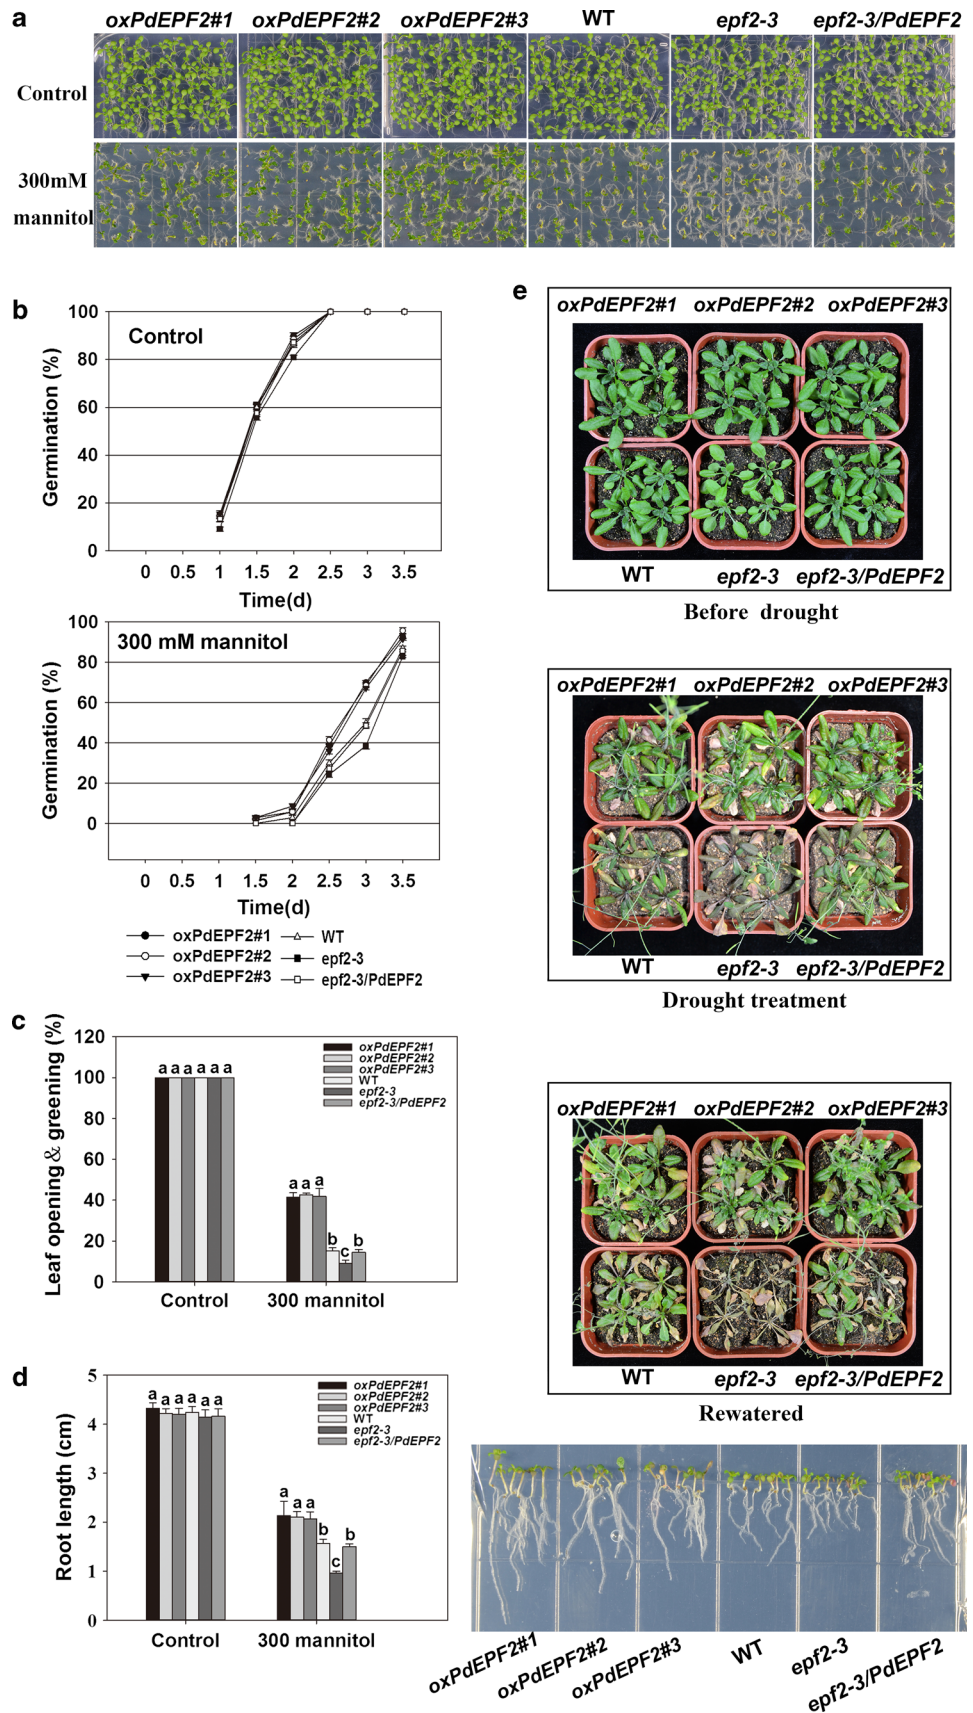 a
oxPdEPF2#1 oxPdEPF2#2 oxPdEPF2#3 WT epf2-3 epf2-3/PdEPF2
Control
300mM
mannitol
b
100
80
60
40
20
0
Germination (%)
Control
0 0.5 1 1.5 2 2.5 3 3.5
Time(d)
100
80
60
40
20
0
Germination (%)
300 mM mannitol
0 0.5 1 1.5 2 2.5 3 3.5
Time(d)
oxPdEPF2#1 WT
oxPdEPF2#2 epf2-3
oxPdEPF2#3 epf2-3/PdEPF2
c
120
100
80
60
40
20
0
Leaf opening& greening (%)
oxPdEPF2#1
oxPdEPF2#2
oxPdEPF2#3
WT
epf2-3
epf2-3/PdEPF2
a a a a a a
a a a b c b
Control 300 mannitol
d
5
4
3
2
1
0
Root length (cm)
oxPdEPF2#1
oxPdEPF2#2
oxPdEPF2#3
WT
epf2-3
epf2-3/PdEPF2
a a a a a a
a a a b c b
Control 300 mannitol
e
oxPdEPF2#1 oxPdEPF2#2 oxPdEPF2#3
WT epf2-3 epf2-3/PdEPF2
Before drought
oxPdEPF2#1 oxPdEPF2#2 oxPdEPF2#3
WT epf2-3 epf2-3/PdEPF2
Drought treatment
oxPdEPF2#1 oxPdEPF2#2 oxPdEPF2#3
WT epf2-3 epf2-3/PdEPF2
Rewatered
oxPdEPF2#1 oxPdEPF2#2 oxPdEPF2#3 WT epf2-3 epf2-3/PdEPF2